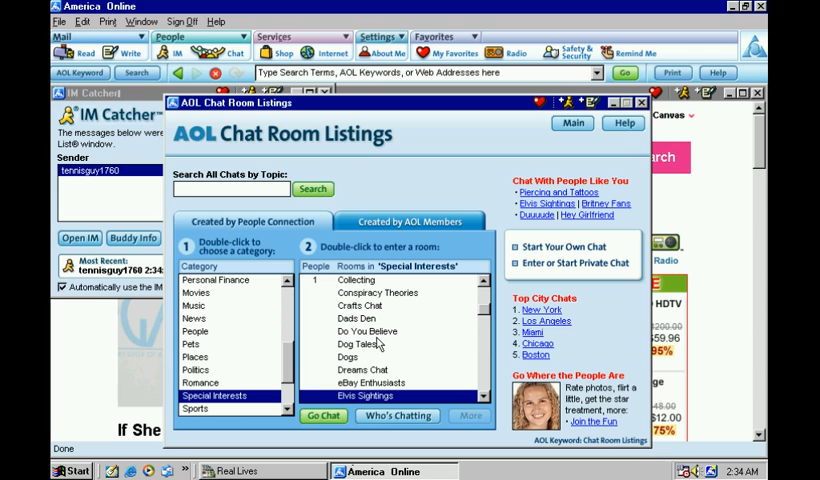 America Online
File Edit Print Window Sign Off Help
Mail People Services Settings Favorites
Read Write IM Chat Shop Internet About Me My Favorites Radio Safety & Security Remind Me
AOL Keyword Search Type Search Terms, AOL Keywords, or Web Addresses here Go Print Help
IM Catcher
IM Catcher™
The messages below were
List® window.
Sender
tennisguy1760
Open IM Buddy Info
Most Recent:
tennisguy1760 2:34
Automatically use the IM
If She
Done
AOL Chat Room Listings
AOL Chat Room Listings
Main Help
Search All Chats by Topic:
Search
Created by People Connection Created by AOL Members
1 Double-click to choose a category:
2 Double-click to enter a room:
Category
Personal Finance
Movies
Music
News
People
Pets
Places
Politics
Romance
Special Interests
Sports
People Rooms in 'Special Interests'
1 Collecting
Conspiracy Theories
Crafts Chat
Dads Den
Do You Believe
Dog Tales
Dogs
Dreams Chat
eBay Enthusiasts
Elvis Sightings
Go Chat Who's Chatting More
Chat With People Like You
Piercing and Tattoos
Elvis Sightings | Britney Fans
Duuuude | Hey Girlfriend
Start Your Own Chat
Enter or Start Private Chat
Top City Chats
1. New York
2. Los Angeles
3. Miami
4. Chicago
5. Boston
Go Where the People Are
Rate photos, flirt a
little, get the star
treatment, more:
Join the Fun
AOL Keyword: Chat Room Listings
Canvas
arch
Radio
E
HDTV
$59.96
95%
ge
$12.00
75%
Start Real Lives America Online 2:34 AM